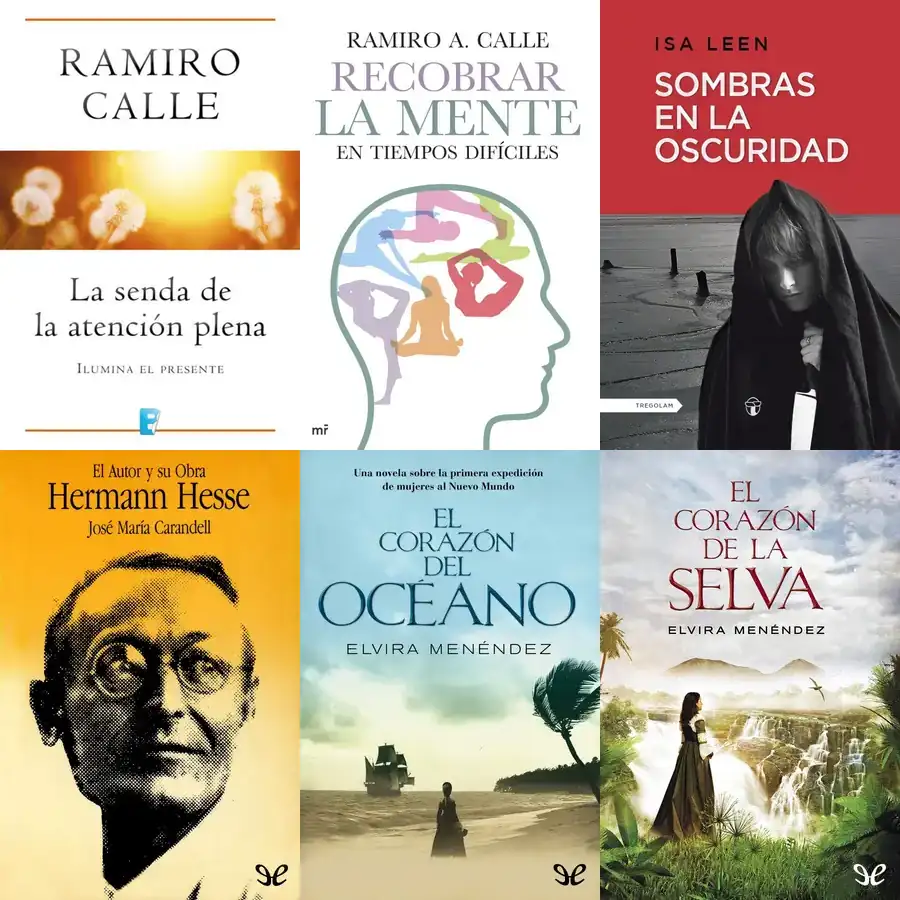 RAMIRO
CALLE
La senda de
la atención plena
ILUMINA EL PRESENTE
RAMIRO A. CALLE
RECOBRAR
LA MENTE
EN TIEMPOS DIFÍCILES
mr
ISA LEEN
SOMBRAS
EN LA
OSCURIDAD
TREGOLAM
El Autor y su Obra
Hermann Hesse
José María Carandell
Una novela sobre la primera expedición
de mujeres al Nuevo Mundo
EL
CORAZÓN
DEL
OCÉANO
ELVIRA MENÉNDEZ
EL
CORAZÓN
DE LA
SELVA
ELVIRA MENÉNDEZ